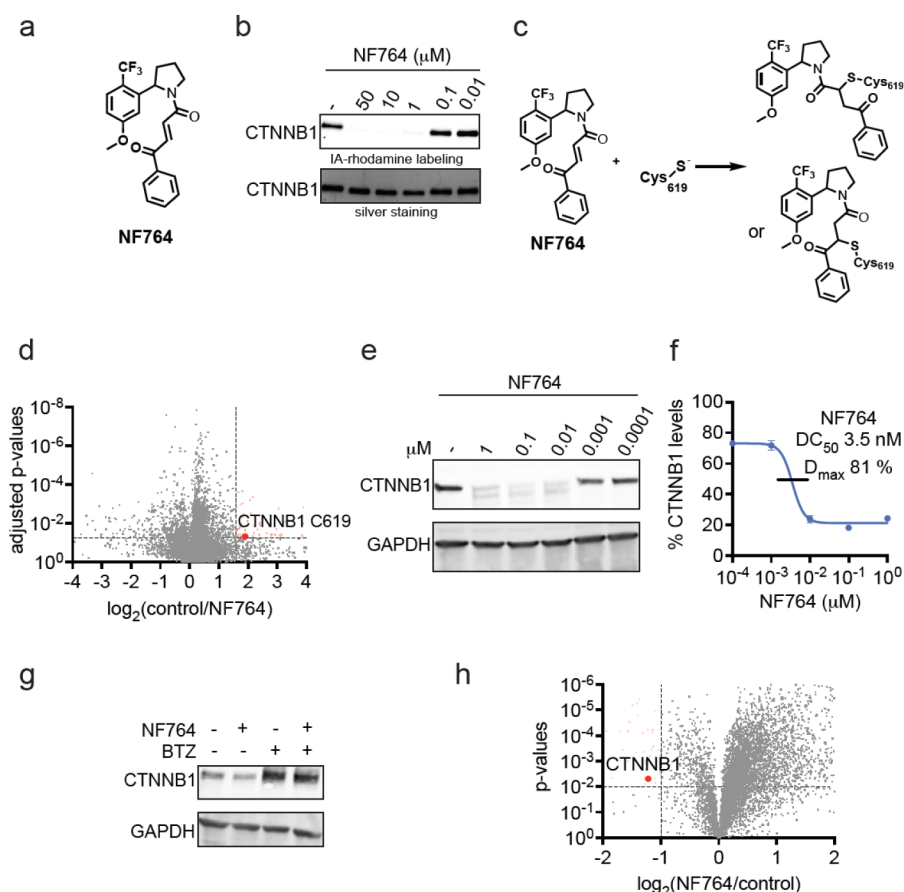 a
CF₃
N
O
O
O
NF764
b
NF764 (μM)
- 50 10 1 0.1 0.01
CTNNB1
IA-rhodamine labeling
CTNNB1
silver staining
c
CF₃
N
O
O
O
NF764
+
Cys S⁻
619
CF₃
N S-Cys₆₁₉
O
O
O
or
CF₃
N
O
O
O S
Cys₆₁₉
d
adjusted p-values
10⁻⁸
10⁻⁶
10⁻⁴
10⁻²
10⁰
CTNNB1 C619
-4 -3 -2 -1 0 1 2 3 4
log₂(control/NF764)
e
NF764
μM - 1 0.1 0.01 0.001 0.0001
CTNNB1
GAPDH
f
% CTNNB1 levels
100
80
60
40
20
0
NF764
DC₅₀ 3.5 nM
Dmax 81 %
10⁻⁴ 10⁻³ 10⁻² 10⁻¹ 10⁰
NF764 (μM)
g
NF764 - + - +
BTZ - - + +
CTNNB1
GAPDH
h
p-values
10⁻⁶
10⁻⁵
10⁻⁴
10⁻³
10⁻²
10⁻¹
10⁰
CTNNB1
-2 -1 0 1 2
log₂(NF764/control)